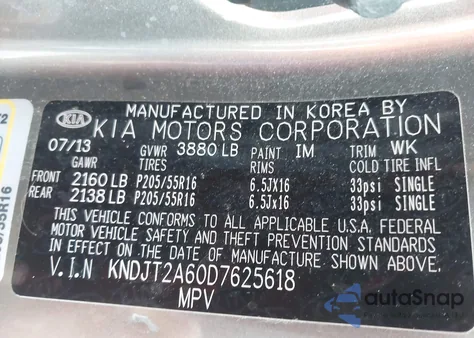 MANUFACTURED IN KOREA BY
KIA KIA MOTORS CORPORATION
07/13 GVWR 3880 LB PAINT IM TRIM WK
GAWR TIRES RIMS COLD TIRE INFL
FRONT 2160 LB P205/55R16 6.5JX16 33psi SINGLE
REAR 2138 LB P205/55R16 6.5Jx16 33psi SINGLE
THIS VEHICLE CONFORMS TO ALL APPLICABLE U.S.A. FEDERAL
MOTOR VEHICLE SAFETY, BUMPER, AND THEFT PREVENTION STANDARDS
IN EFFECT ON THE DATE OF MANUFACTURE SHOWN ABOVE.
V.I.N KNDJT2A60D7625618
MPV
autoSnap